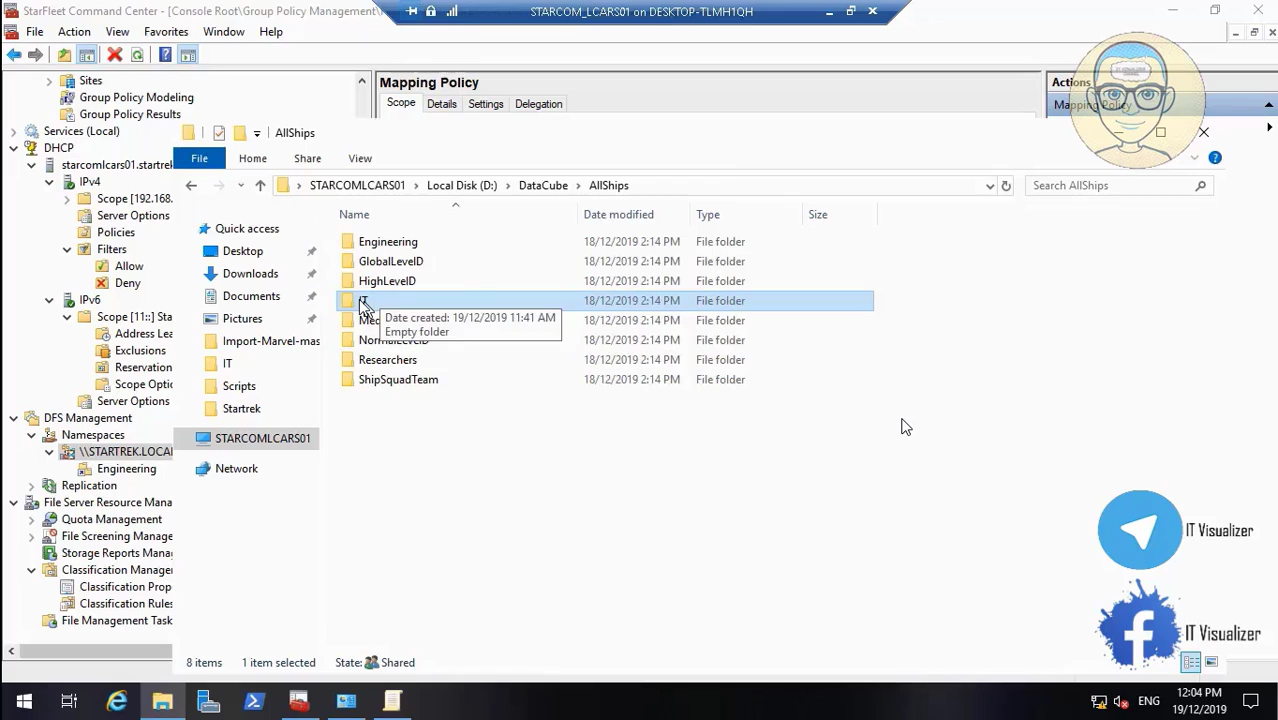 StarFleet Command Center - [Console Root\Group Policy Management\
STARCOM_LCARS01 on DESKTOP-TLMH1QH
File Action View Favorites Window Help
Sites
Group Policy Modeling
Group Policy Results
Services (Local)
DHCP
starcomlcars01.startrek
IPv4
Scope [192.168.
Server Options
Policies
Filters
Allow
Deny
IPv6
Scope [11::] Sta
Address Lea
Exclusions
Reservation
Scope Optio
Server Options
DFS Management
Namespaces
\\STARTREK.LOCA
Engineering
Replication
File Server Resource Mana
Quota Management
File Screening Manage
Storage Reports Mana
Classification Manage
Classification Prop
Classification Rules
File Management Task
Mapping Policy
Scope Details Settings Delegation
Actions
Mapping Policy
IT VISUALIZER
AllShips
File Home Share View
STARCOMLCARS01 Local Disk (D:) DataCube AllShips
Search AllShips
Quick access
Desktop
Downloads
Documents
Pictures
Import-Marvel-mas
IT
Scripts
Startrek
STARCOMLCARS01
Network
Name Date modified Type Size
Engineering 18/12/2019 2:14 PM File folder
GlobalLevelD 18/12/2019 2:14 PM File folder
HighLevelD 18/12/2019 2:14 PM File folder
IT 18/12/2019 2:14 PM File folder
Med 18/12/2019 2:14 PM File folder
NormalLevelD 18/12/2019 2:14 PM File folder
Researchers 18/12/2019 2:14 PM File folder
ShipSquadTeam 18/12/2019 2:14 PM File folder
Date created: 19/12/2019 11:41 AM
Empty folder
IT Visualizer
IT Visualizer
8 items 1 item selected State: Shared
ENG
12:04 PM
19/12/2019